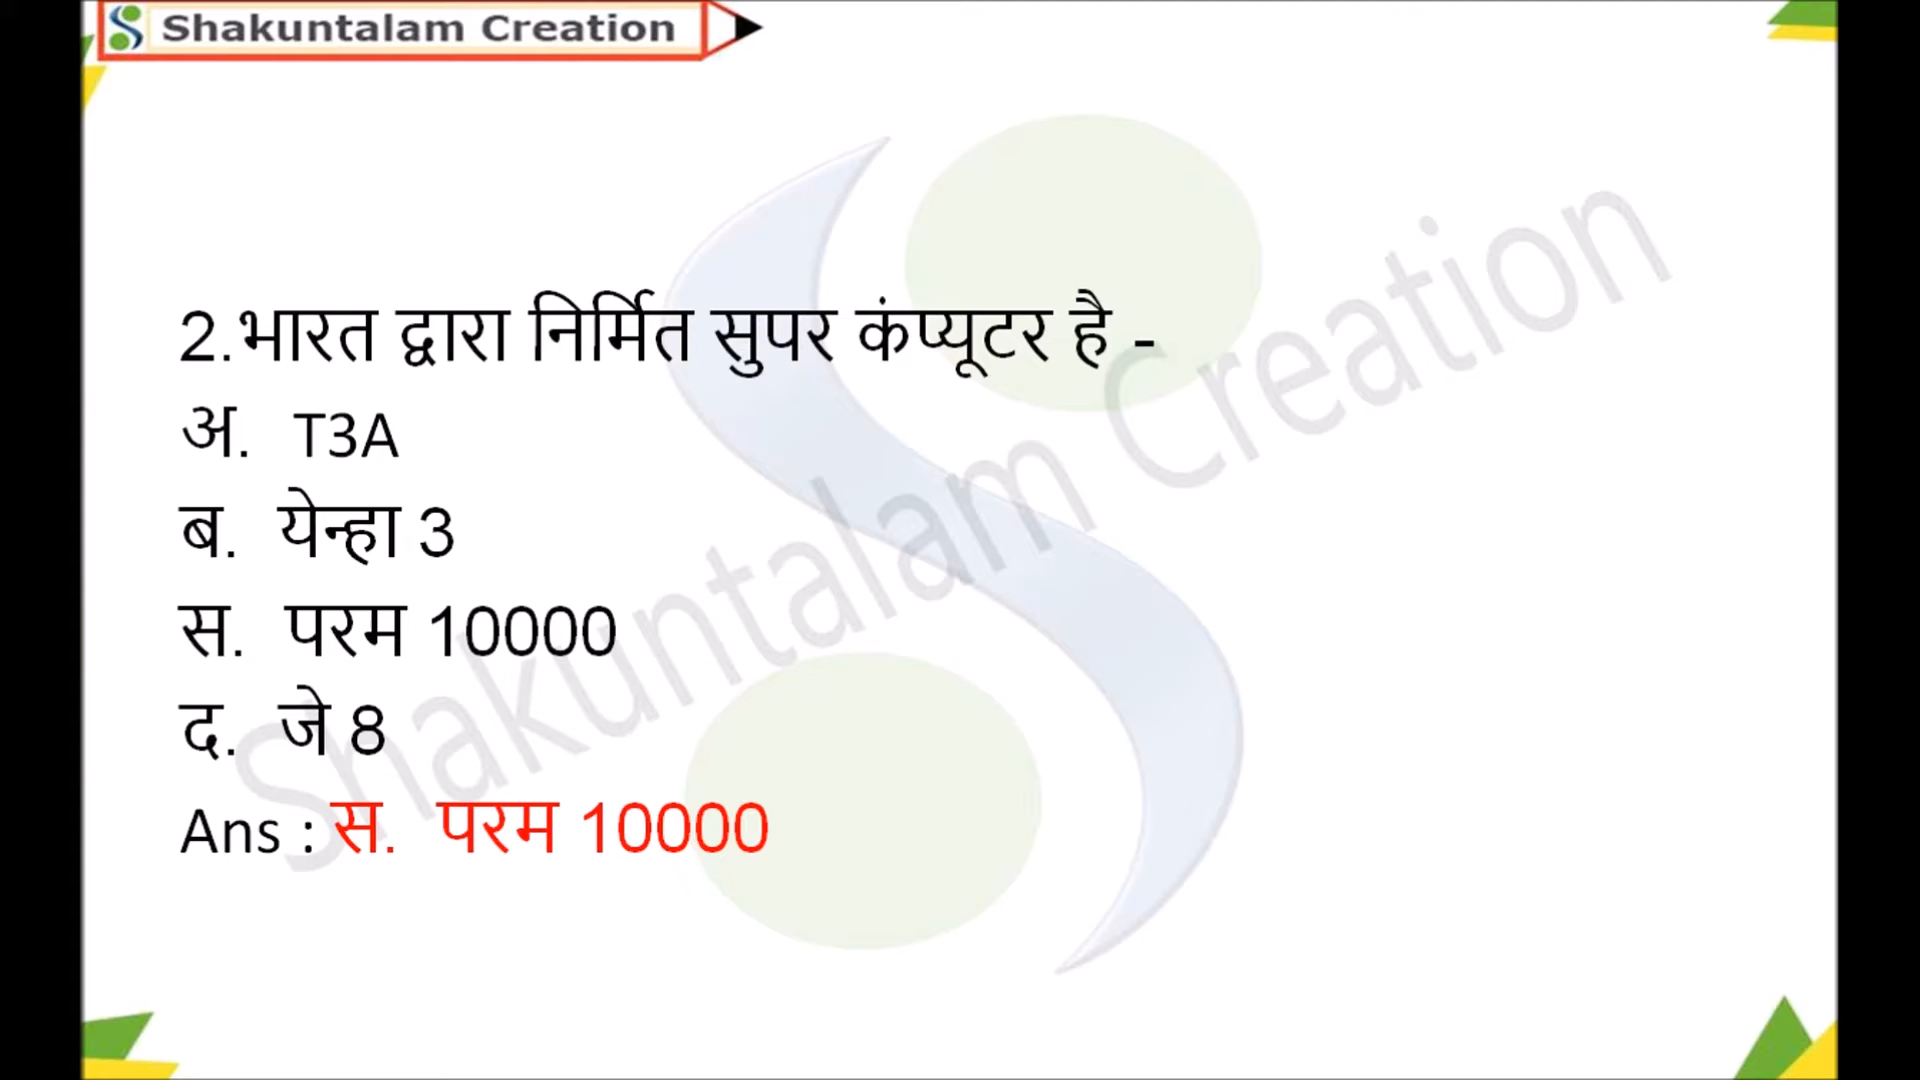 Shakuntalam Creation
2.भारत द्वारा निर्मित सुपर कंप्यूटर है -
अ. T3A
ब. येन्हा 3
स. परम 10000
द. जे 8
Ans : स. परम 10000
Shakuntalam Creation